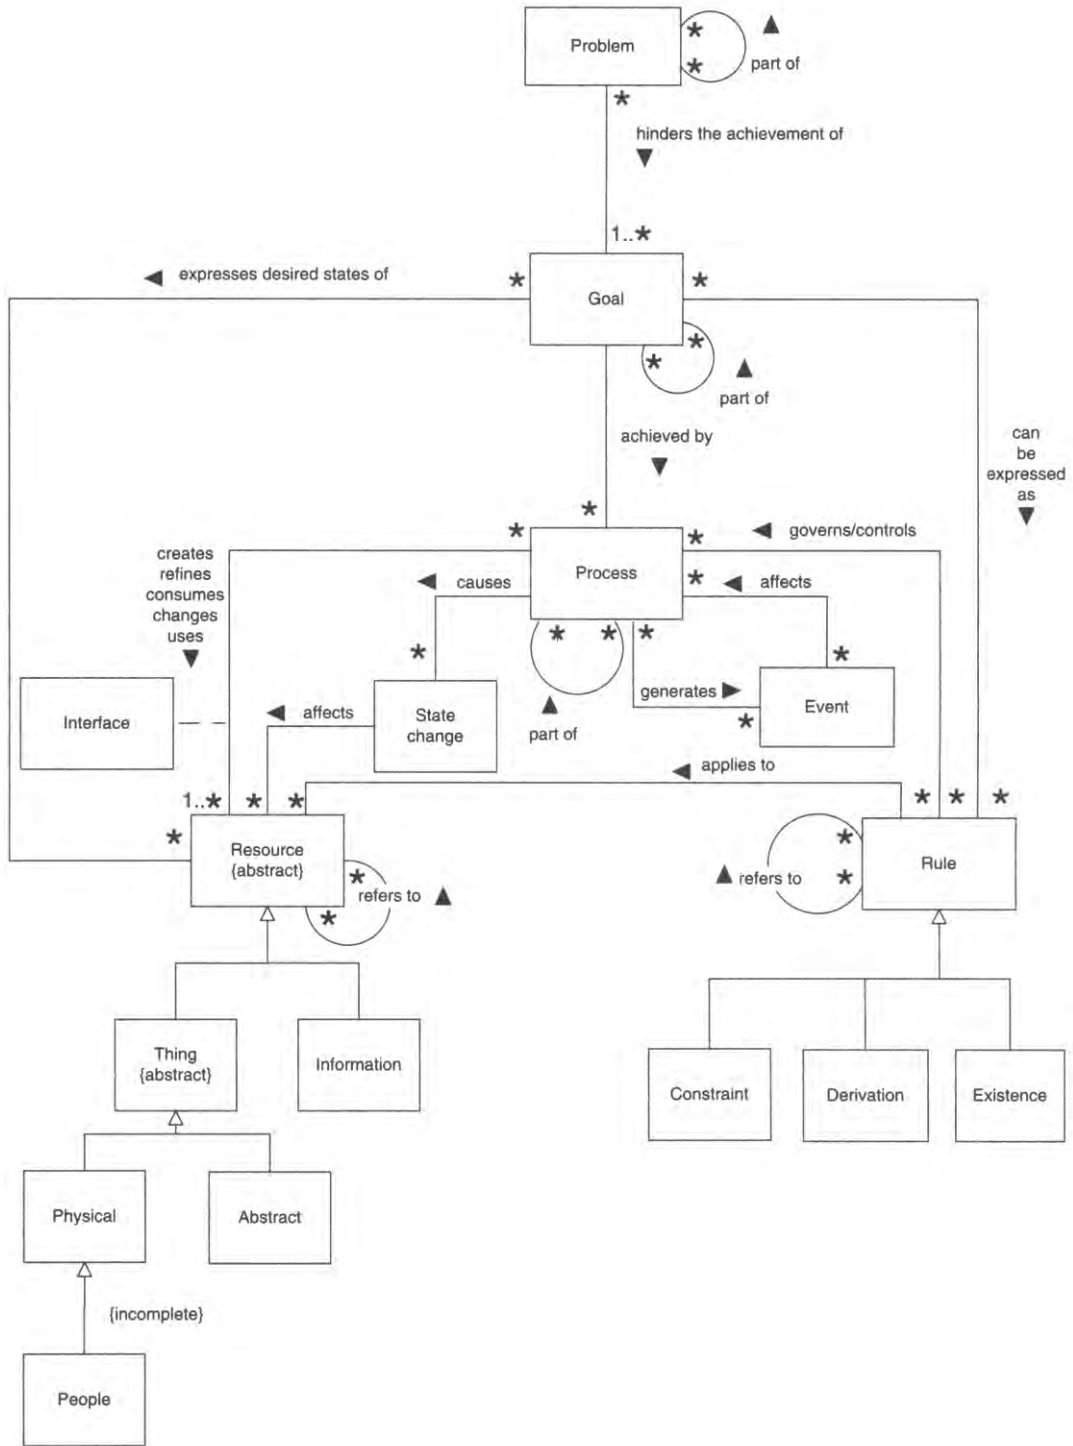 Problem
*
*
part of
*
hinders the achievement of
1..*
expresses desired states of
*
Goal
*
*
*
part of
achieved by
can
be
expressed
as
*
*
Process
*
governs/controls
creates
refines
consumes
changes
uses
causes
*
affects
*
*
*
*
*
generates
*
Event
part of
Interface
affects
State
change
applies to
1..*
*
*
*
*
*
*
Resource
{abstract}
*
*
refers to
*
*
refers to
Rule
Thing
{abstract}
Information
Constraint
Derivation
Existence
Physical
Abstract
{incomplete}
People